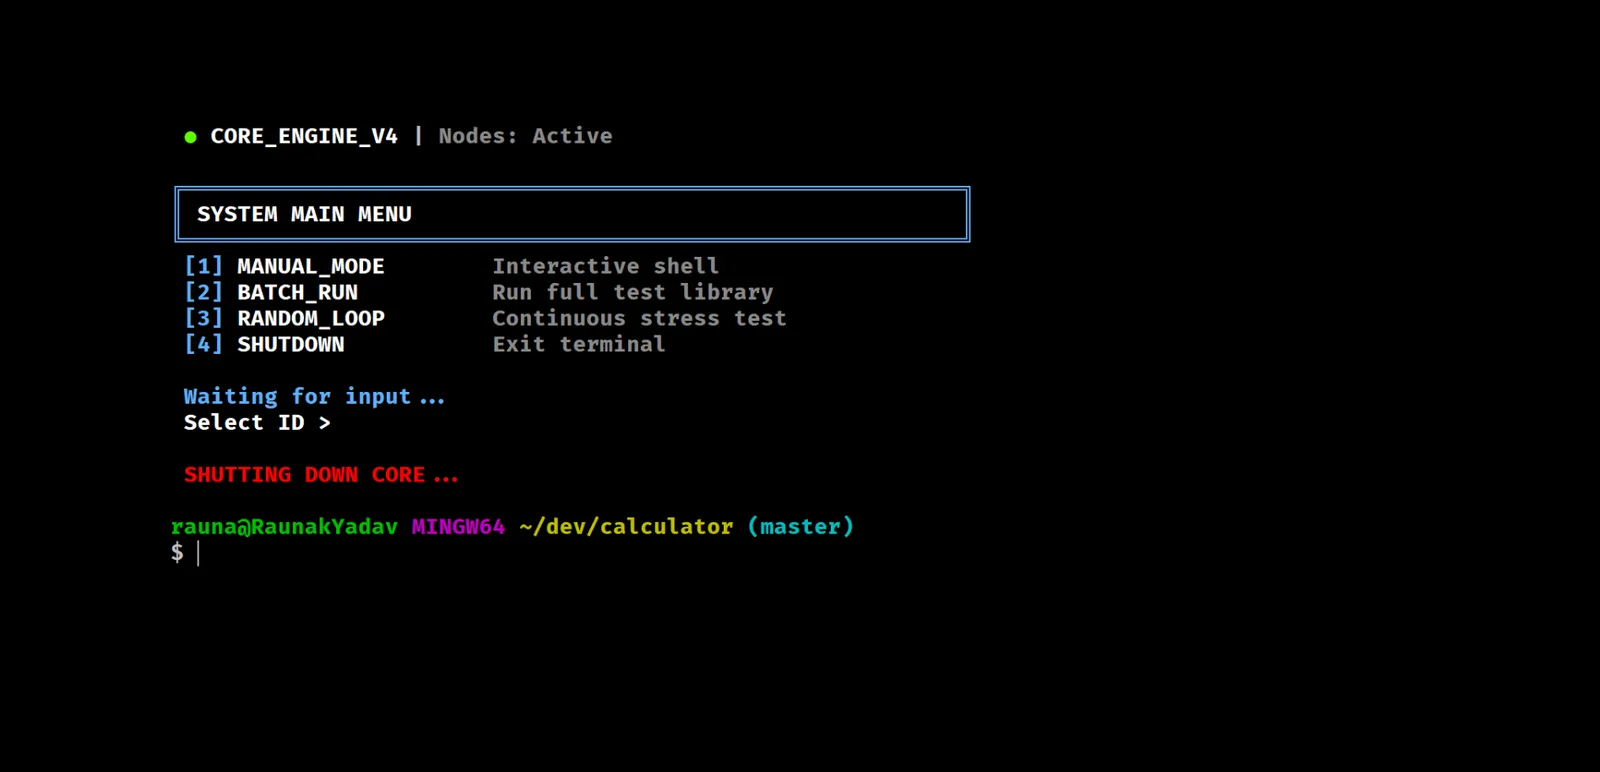 ● CORE_ENGINE_V4 | Nodes: Active
SYSTEM MAIN MENU
[1] MANUAL_MODE Interactive shell
[2] BATCH_RUN Run full test library
[3] RANDOM_LOOP Continuous stress test
[4] SHUTDOWN Exit terminal
Waiting for input...
Select ID >
SHUTTING DOWN CORE...
rauna@RaunakYadav MINGW64 ~/dev/calculator (master)
$